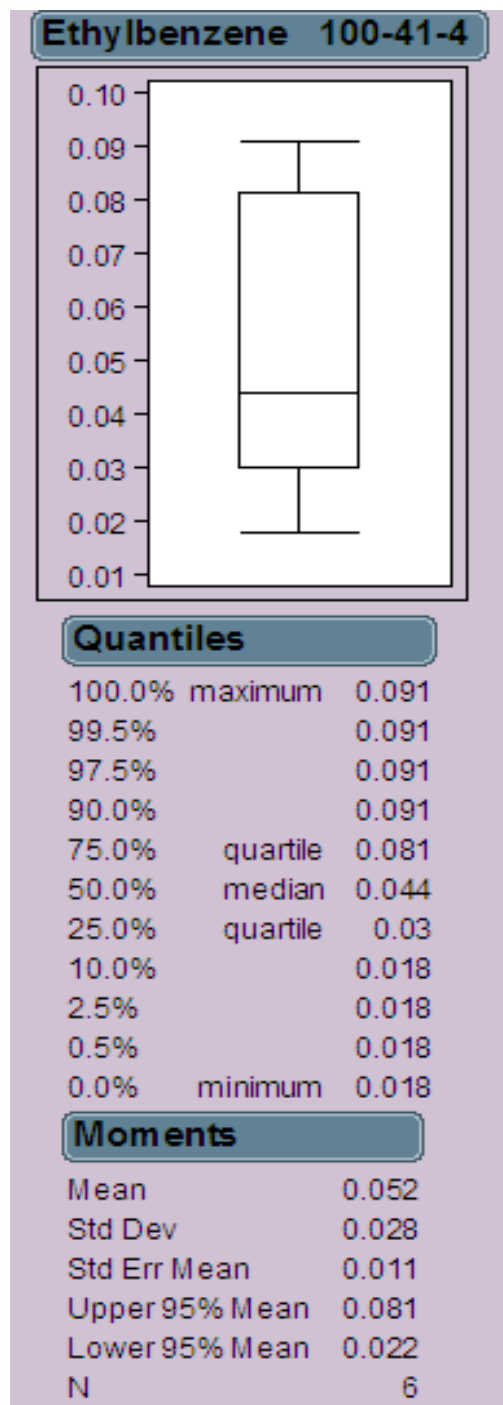 Ethylbenzene 100-41-4
0.10
0.09
0.08
0.07
0.06
0.05
0.04
0.03
0.02
0.01
Quantiles
100.0% maximum 0.091
99.5% 0.091
97.5% 0.091
90.0% 0.091
75.0% quartile 0.081
50.0% median 0.044
25.0% quartile 0.03
10.0% 0.018
2.5% 0.018
0.5% 0.018
0.0% minimum 0.018
Moments
Mean 0.052
Std Dev 0.028
Std Err Mean 0.011
Upper 95% Mean 0.081
Lower 95% Mean 0.022
N 6